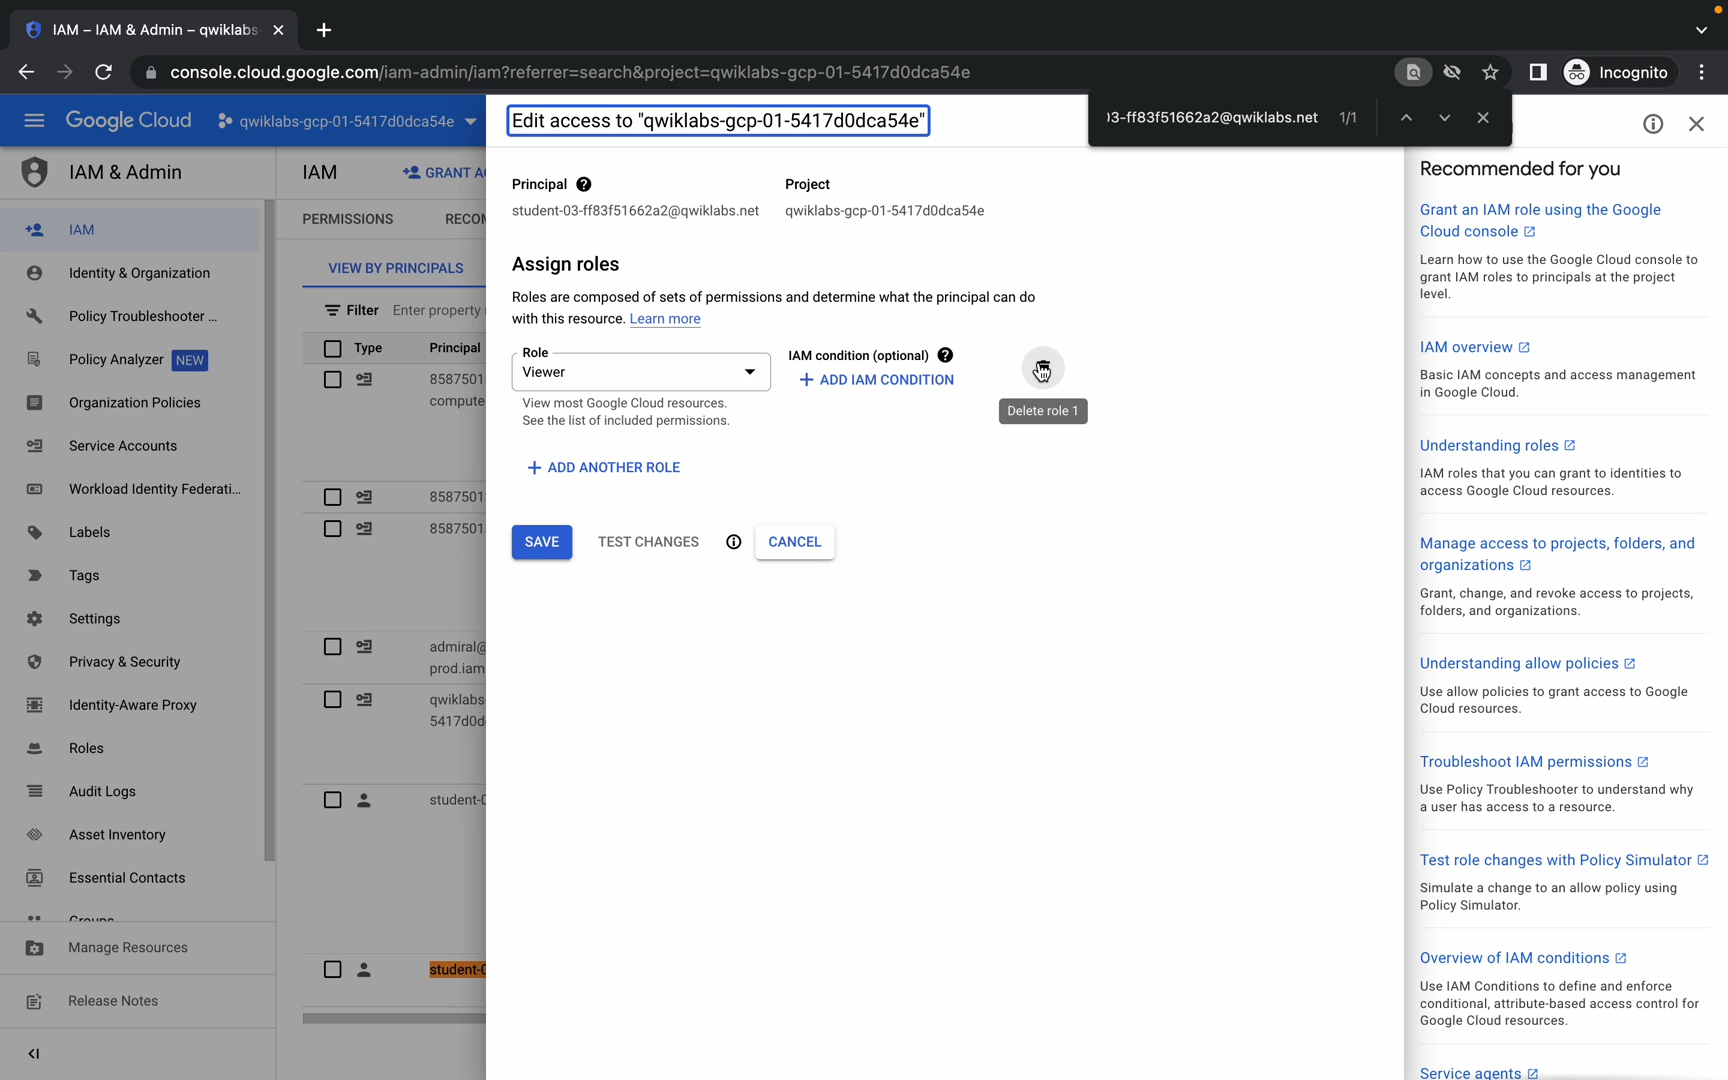 IAM – IAM & Admin – qwiklabs-
console.cloud.google.com/iam-admin/iam?referrer=search&project=qwiklabs-gcp-01-5417d0dca54e
Incognito
Google Cloud
qwiklabs-gcp-01-5417d0dca54e
Edit access to "qwiklabs-gcp-01-5417d0dca54e"
3-ff83f51662a2@qwiklabs.net 1/1
IAM & Admin
IAM
Identity & Organization
Policy Troubleshooter ...
Policy Analyzer NEW
Organization Policies
Service Accounts
Workload Identity Federati...
Labels
Tags
Settings
Privacy & Security
Identity-Aware Proxy
Roles
Audit Logs
Asset Inventory
Essential Contacts
Groups
Manage Resources
Release Notes
IAM
GRANT AC
PERMISSIONS
RECOM
VIEW BY PRINCIPALS
Filter Enter property
Type Principal
8587501
compute
8587501
8587501
admiral@
prod.iam
qwiklabs
5417d0d
student-0
student-0
Principal
student-03-ff83f51662a2@qwiklabs.net
Project
qwiklabs-gcp-01-5417d0dca54e
Assign roles
Roles are composed of sets of permissions and determine what the principal can do
with this resource. Learn more
Role
Viewer
View most Google Cloud resources.
See the list of included permissions.
IAM condition (optional)
ADD IAM CONDITION
Delete role 1
ADD ANOTHER ROLE
SAVE
TEST CHANGES
CANCEL
Recommended for you
Grant an IAM role using the Google
Cloud console
Learn how to use the Google Cloud console to
grant IAM roles to principals at the project
level.
IAM overview
Basic IAM concepts and access management
in Google Cloud.
Understanding roles
IAM roles that you can grant to identities to
access Google Cloud resources.
Manage access to projects, folders, and
organizations
Grant, change, and revoke access to projects,
folders, and organizations.
Understanding allow policies
Use allow policies to grant access to Google
Cloud resources.
Troubleshoot IAM permissions
Use Policy Troubleshooter to understand why
a user has access to a resource.
Test role changes with Policy Simulator
Simulate a change to an allow policy using
Policy Simulator.
Overview of IAM conditions
Use IAM Conditions to define and enforce
conditional, attribute-based access control for
Google Cloud resources.
Service agents